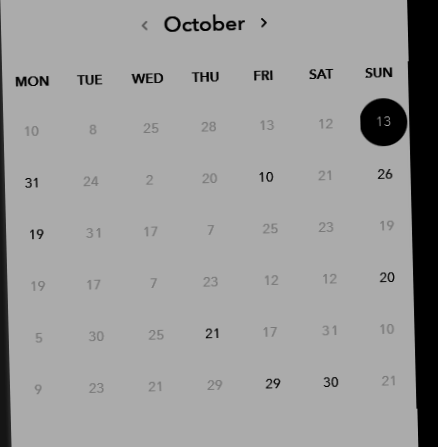 < October >
MON TUE WED THU FRI SAT SUN
10 8 25 28 13 12 13
31 24 2 20 10 21 26
19 31 17 7 25 23 19
19 17 7 23 12 12 20
5 30 25 21 17 31 10
9 23 21 29 29 30 21